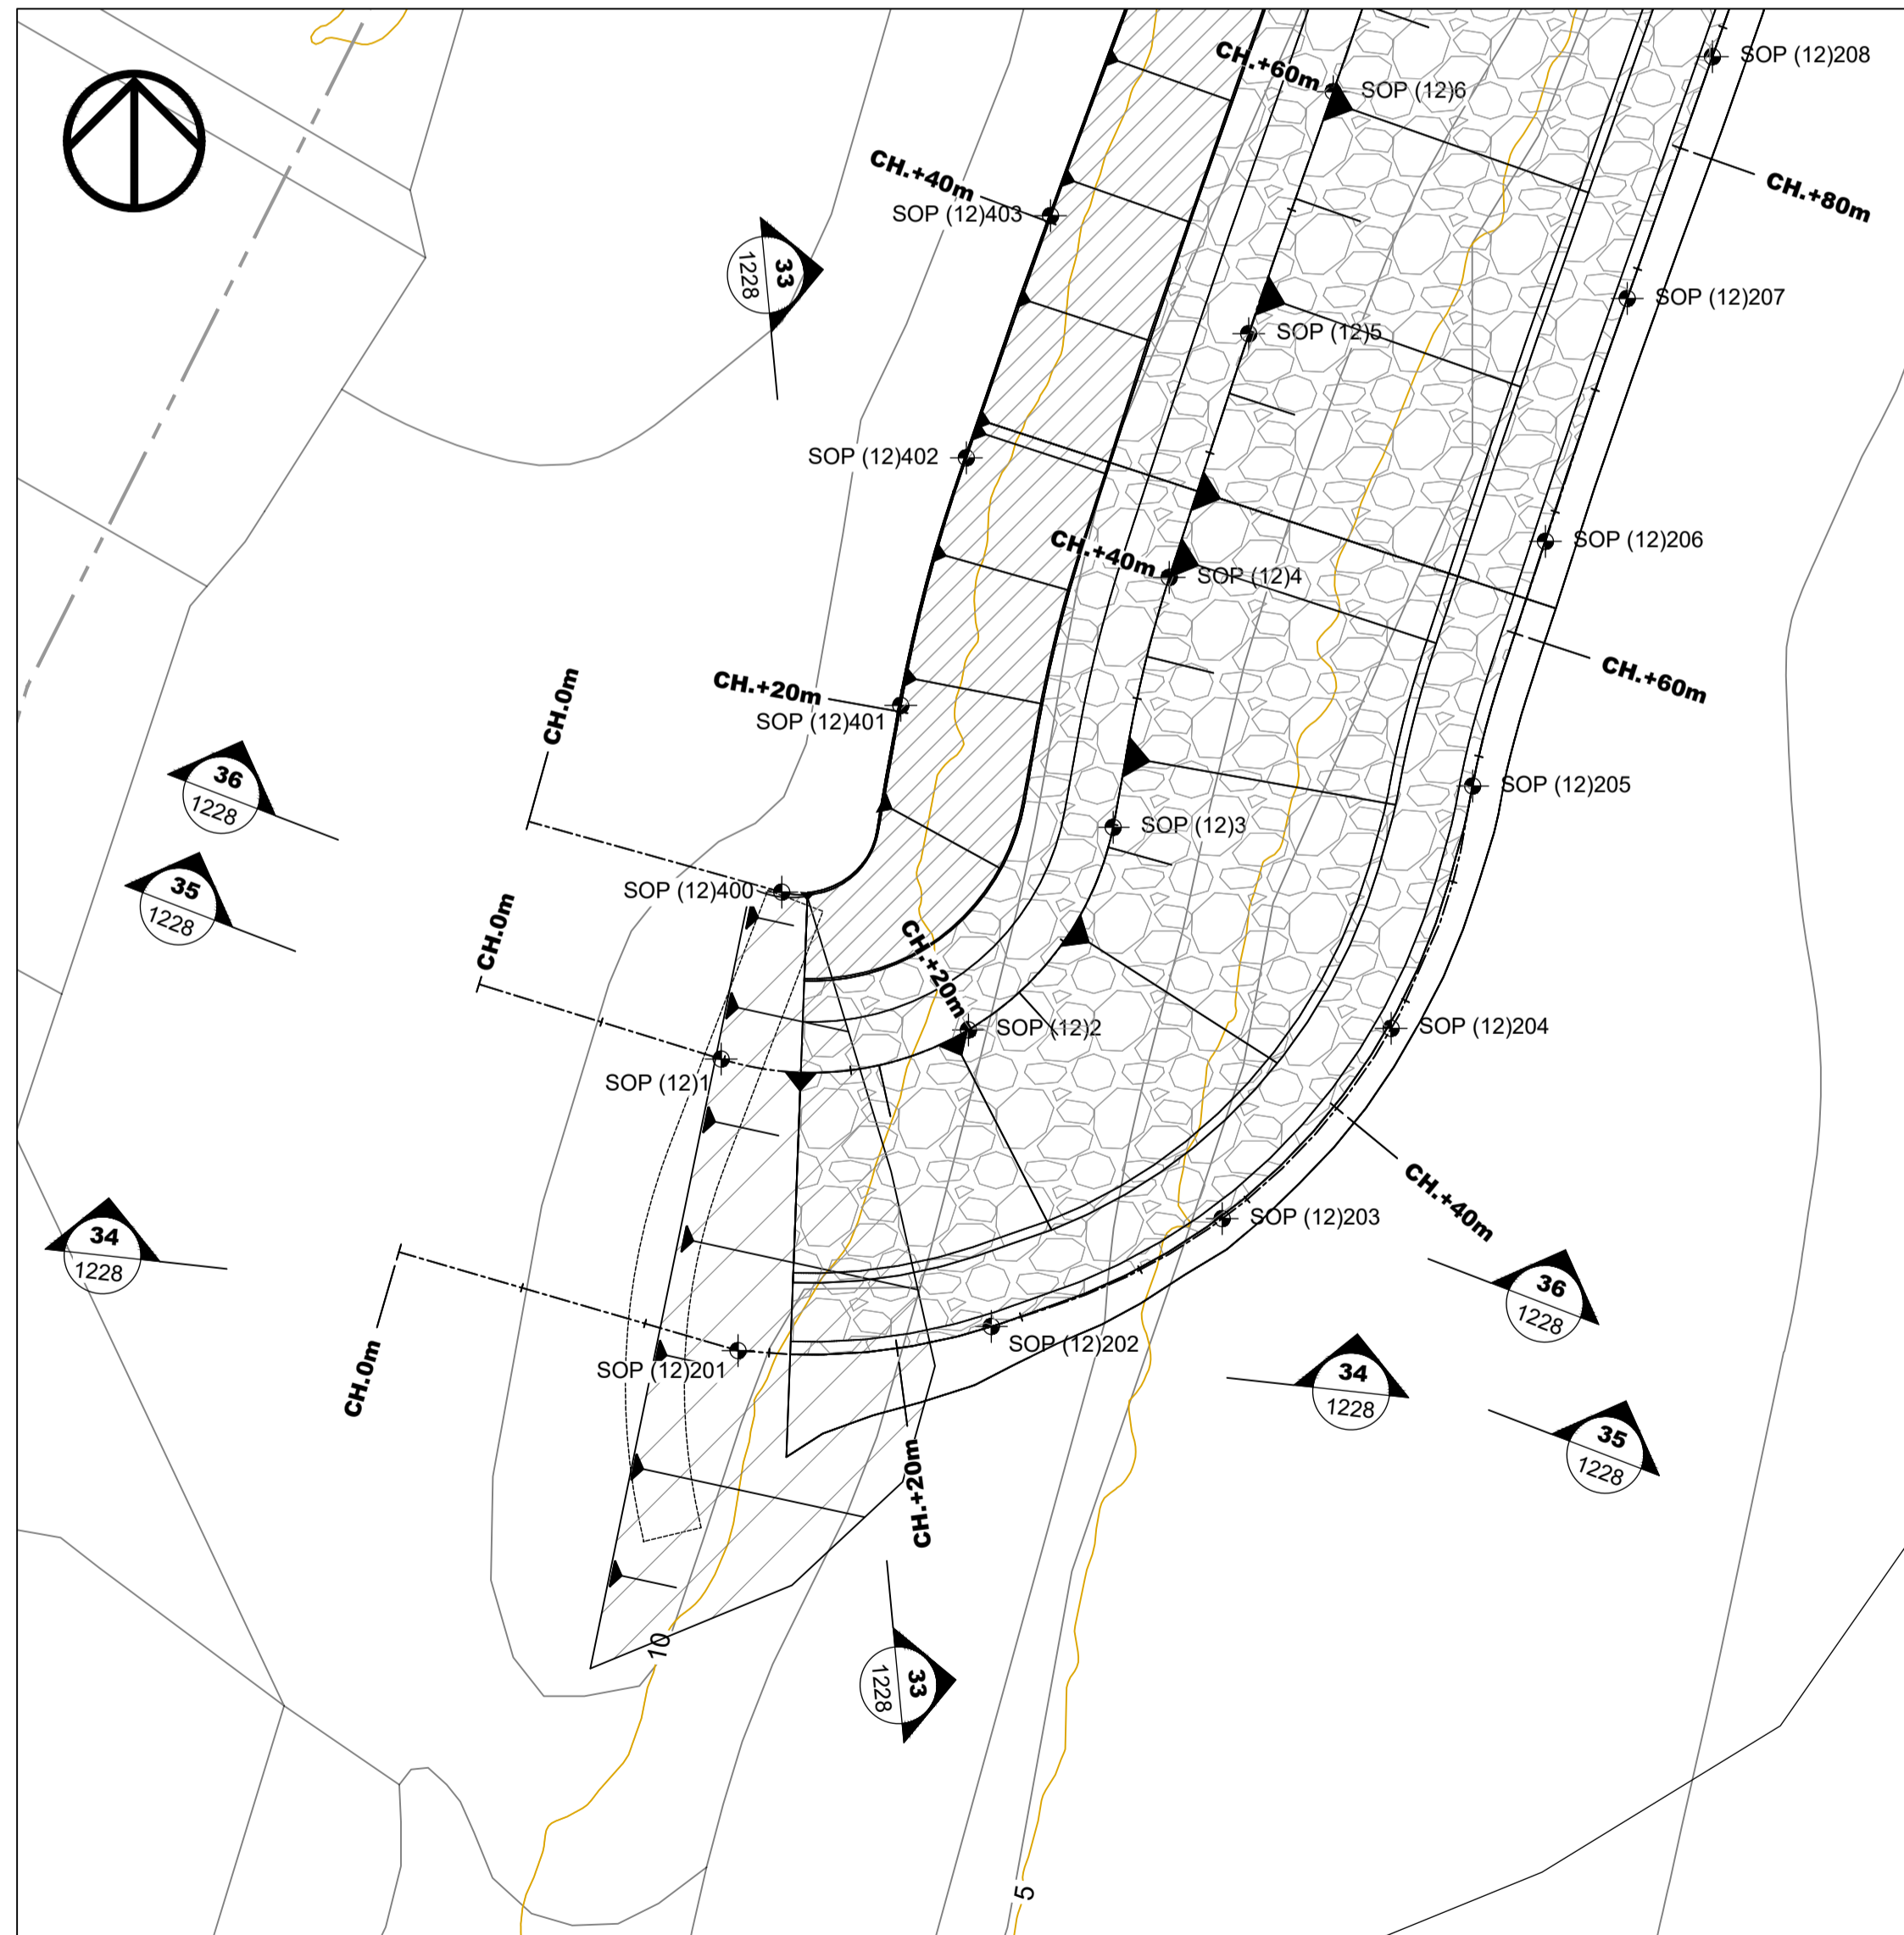 SOP (12)208
CH.+60m
SOP (12)6
CH.+40m
SOP (12)403
CH.+80m
33
1228
SOP (12)207
SOP (12)5
SOP (12)402
CH.+40m
SOP (12)4
SOP (12)206
CH.+60m
CH.0m
CH.+20m
SOP (12)401
36
1228
SOP (12)205
SOP (12)3
35
1228
SOP (12)400
CH.0m
CH.+20m
SOP (12)2
SOP (12)204
SOP (12)1
CH.+40m
34
1228
SOP (12)203
36
1228
CH.0m
SOP (12)201
SOP (12)202
34
1228
35
1228
CH.+20m
10
33
1228
5